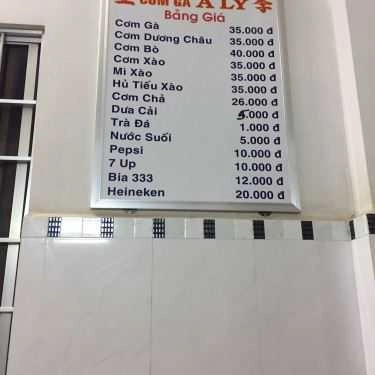 CƠM GÀ A LÝ 李
Bảng Giá
Cơm Gà 35.000 đ
Cơm Dương Châu 35.000 đ
Cơm Bò 40.000 đ
Cơm Xào 35.000 đ
Mì Xào 35.000 đ
Hủ Tiếu Xào 35.000 đ
Cơm Chả 26.000 đ
Dưa Cải 5.000 đ
Trà Đá 1.000 đ
Nước Suối 5.000 đ
Pepsi 10.000 đ
7 Up 10.000 đ
Bia 333 12.000 đ
Heineken 20.000 đ